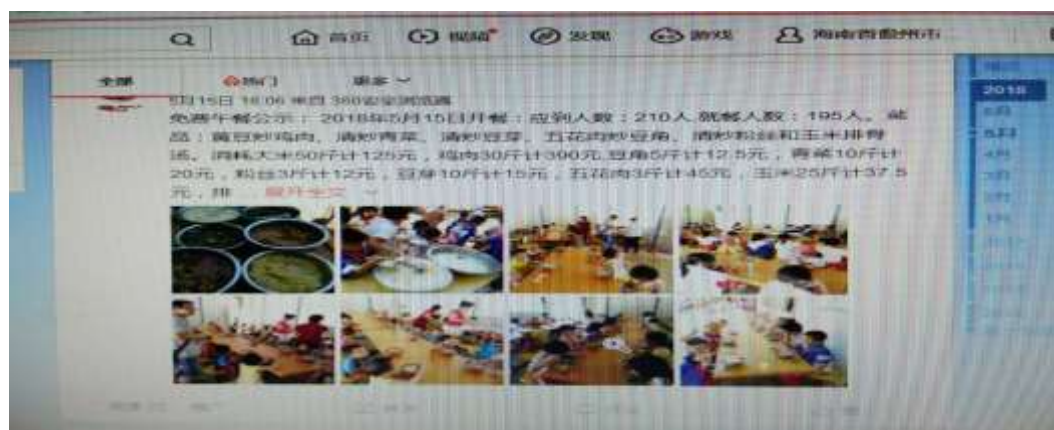 首页 视频 发现 游戏 海南省儋州市
全部 热门 更多
2018
5月15日 16:06 来自 360安全浏览器
免费午餐公示：2018年5月15日开餐：应到人数：210人,就餐人数：195人。菜
品：黄豆炒鸡肉、清炒青菜、清炒豆芽、五花肉炒豆角、清炒粉丝和玉米排骨
汤。消耗大米50斤计125元，鸡肉30斤计390元,豆角5斤计12.5元，青菜10斤计
20元，粉丝3斤计12元，豆芽10斤计15元，五花肉3斤计45元，玉米25斤计37.5
元，排 展开全文